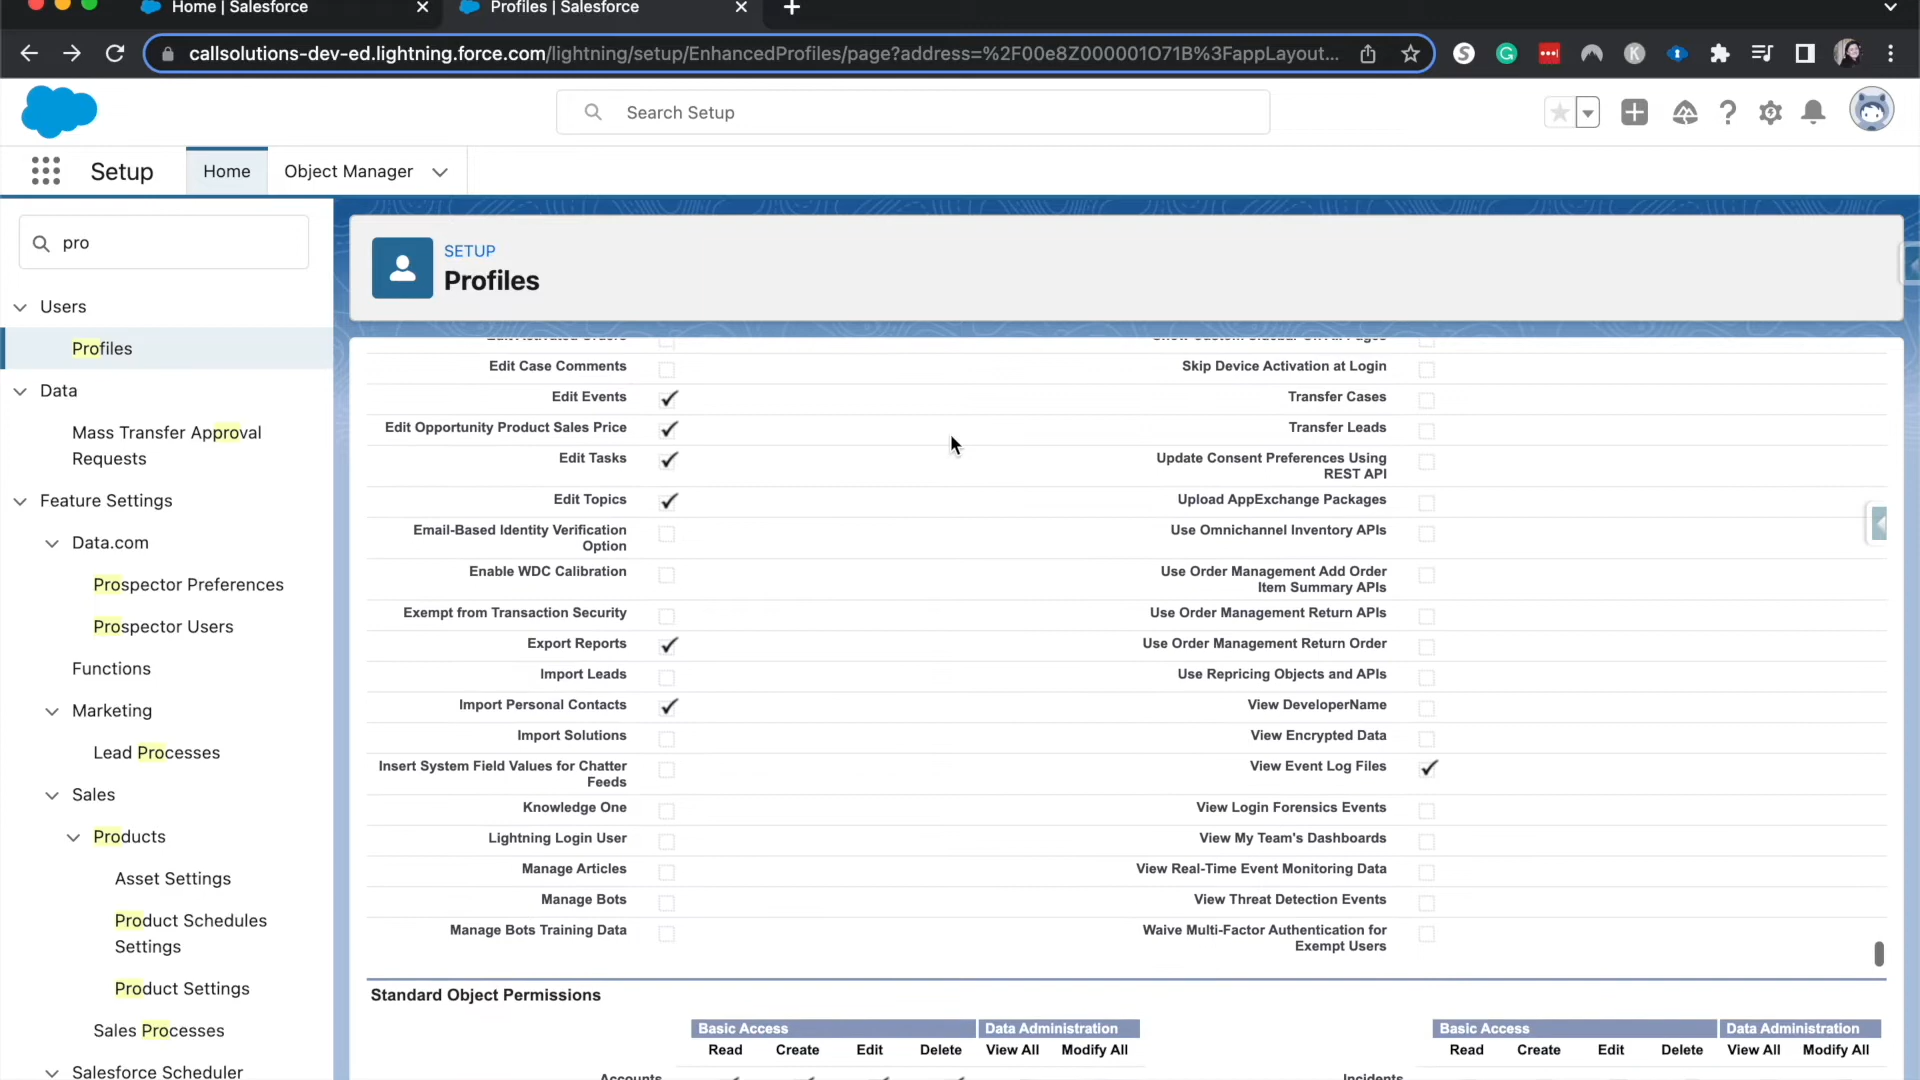 Home | Salesforce
Profiles | Salesforce
callsolutions-dev-ed.lightning.force.com/lightning/setup/EnhancedProfiles/page?address=%2F00e8Z000001O71B%3FappLayout...
Search Setup
Setup
Home
Object Manager
pro
Users
Profiles
Data
Mass Transfer Approval
Requests
Feature Settings
Data.com
Prospector Preferences
Prospector Users
Functions
Marketing
Lead Processes
Sales
Products
Asset Settings
Product Schedules
Settings
Product Settings
Sales Processes
Salesforce Scheduler
SETUP
Profiles
Edit Activated Orders
Show Custom Sidebar On All Pages
Edit Case Comments
Skip Device Activation at Login
Edit Events
Transfer Cases
Edit Opportunity Product Sales Price
Transfer Leads
Edit Tasks
Update Consent Preferences Using
REST API
Edit Topics
Upload AppExchange Packages
Email-Based Identity Verification
Option
Use Omnichannel Inventory APIs
Enable WDC Calibration
Use Order Management Add Order
Item Summary APIs
Exempt from Transaction Security
Use Order Management Return APIs
Export Reports
Use Order Management Return Order
Import Leads
Use Repricing Objects and APIs
Import Personal Contacts
View DeveloperName
Import Solutions
View Encrypted Data
Insert System Field Values for Chatter
Feeds
View Event Log Files
Knowledge One
View Login Forensics Events
Lightning Login User
View My Team's Dashboards
Manage Articles
View Real-Time Event Monitoring Data
Manage Bots
View Threat Detection Events
Manage Bots Training Data
Waive Multi-Factor Authentication for
Exempt Users
Standard Object Permissions
Basic Access Data Administration
Read Create Edit Delete View All Modify All
Basic Access Data Administration
Read Create Edit Delete View All Modify All
Accounts
Incidents